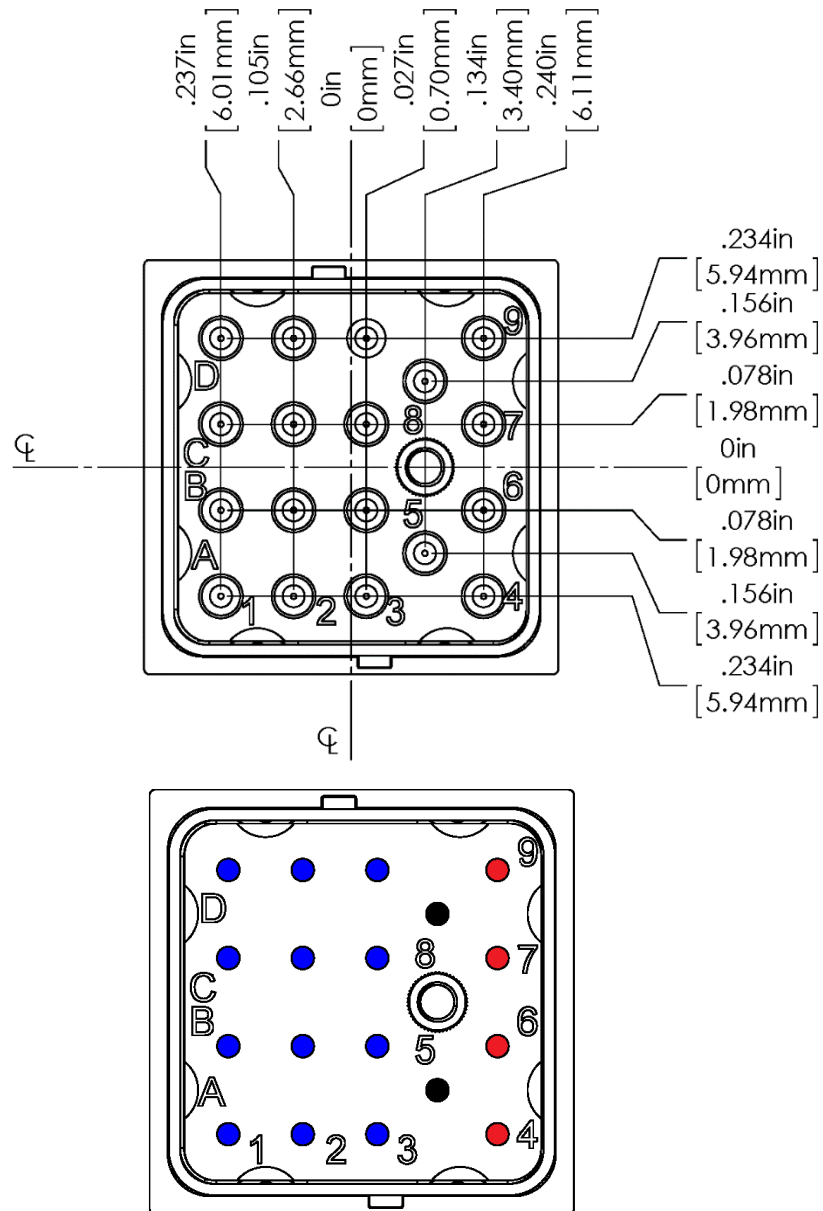 .237in
[6.01mm]
.105in
[2.66mm]
0in
[0mm]
.027in
[0.70mm]
.134in
[3.40mm]
.240in
[6.11mm]
.234in
[5.94mm]
.156in
[3.96mm]
.078in
[1.98mm]
0in
[0mm]
.078in
[1.98mm]
.156in
[3.96mm]
.234in
[5.94mm]
9
D
8 7
℄
C
B 6
5
A
1 2 3 4
℄
9
D
8 7
C
B 6
5
A
1 2 3 4